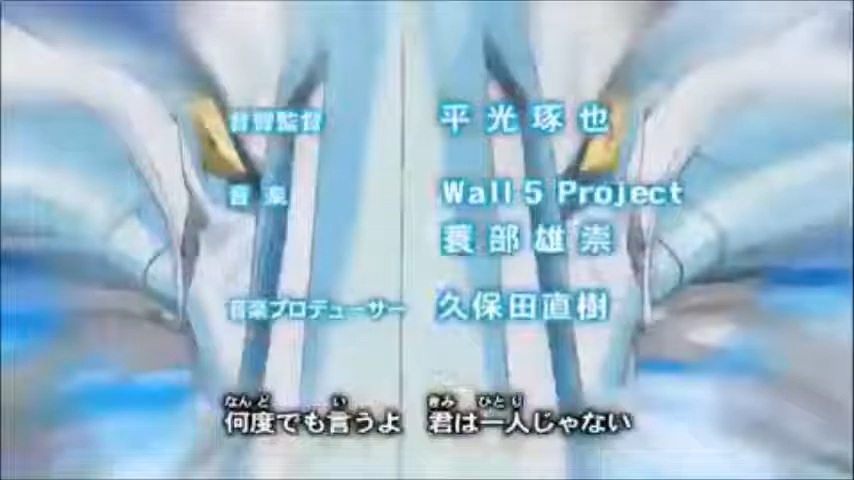 音響監督 平光琢也
音楽 Wall 5 Project
蓑部雄崇
音楽プロデューサー 久保田直樹
なんど い きみ ひとり
何度でも言うよ 君は一人じゃない